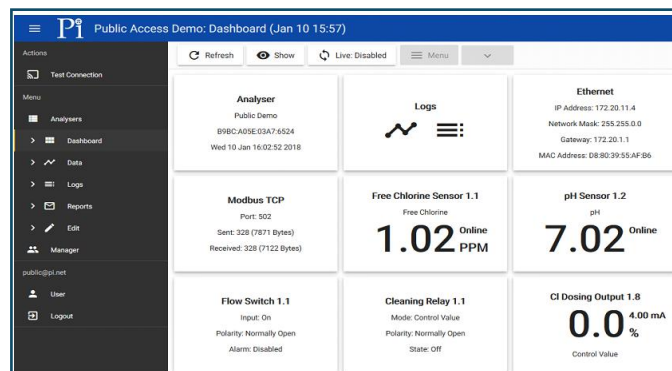 Pi Public Access Demo: Dashboard (Jan 10 15:57)
Actions
Test Connection
Menu
Analysers
Dashboard
Data
Logs
Reports
Edit
Manager
public@pi.net
User
Logout
Refresh Show Live: Disabled Menu
Analyser
Public Demo
B9BC:A05E:03A7:6524
Wed 10 Jan 16:02:52 2018
Logs
Ethernet
IP Address: 172.20.11.4
Network Mask: 255.255.0.0
Gateway: 172.20.1.1
MAC Address: D8:80:39:55:AF:B6
Modbus TCP
Port: 502
Sent: 328 (7871 Bytes)
Received: 328 (7122 Bytes)
Free Chlorine Sensor 1.1
Free Chlorine
1.02 Online
PPM
pH Sensor 1.2
pH
7.02 Online
Flow Switch 1.1
Input: On
Polarity: Normally Open
Alarm: Disabled
Cleaning Relay 1.1
Mode: Control Value
Polarity: Normally Open
State: Off
Cl Dosing Output 1.8
0.0 4.00 mA
%
Control Value